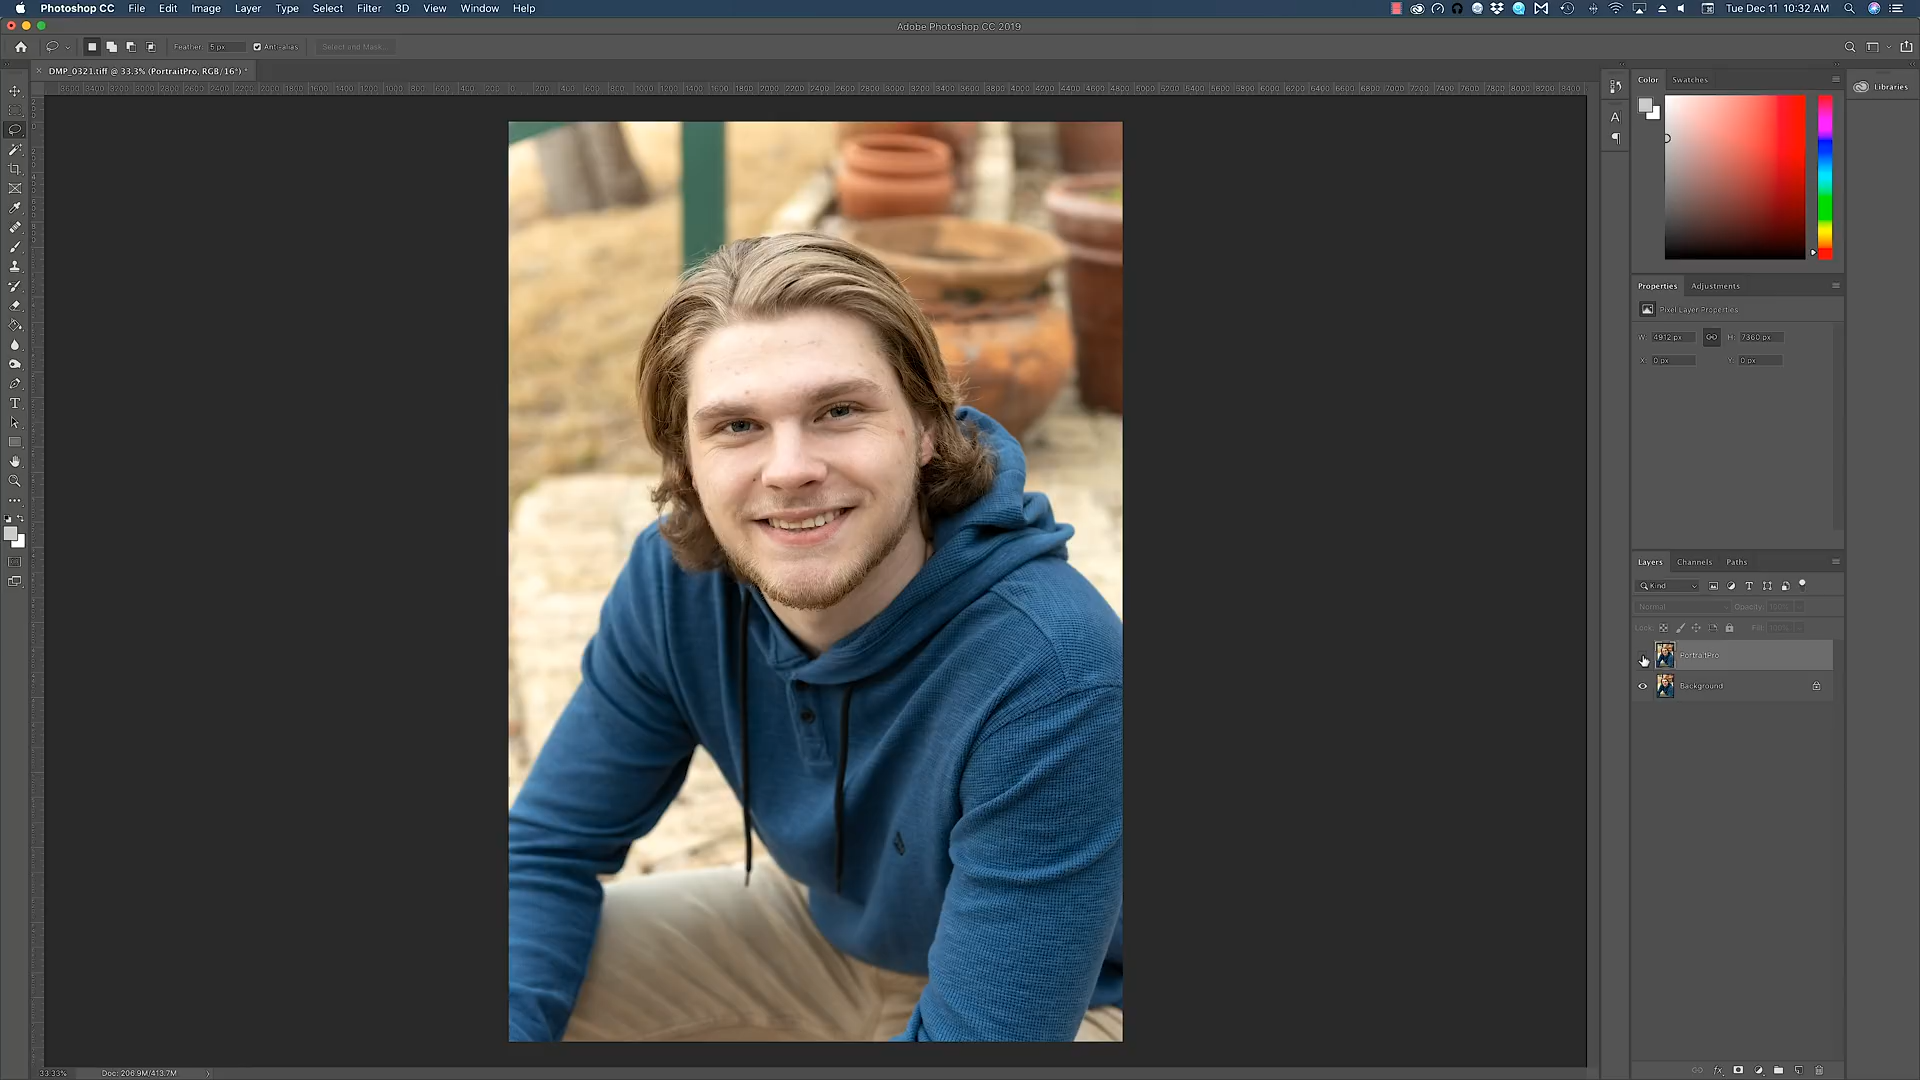 Photoshop CC File Edit Image Layer Type Select Filter 3D View Window Help
Tue Dec 11 10:32 AM
Adobe Photoshop CC 2019
Feather: 5 px Anti-alias Select and Mask...
DMP_0321.tiff @ 33.3% (PortraitPro, RGB/16*) *
Color Swatches
Libraries
Properties Adjustments
Pixel Layer Properties
W: 4912 px H: 7360 px
X: 0 px Y: 0 px
Layers Channels Paths
Kind
Normal Opacity: 100%
Lock: Fill: 100%
PortraitPro
Background
33.33% Doc: 206.9M/413.7M